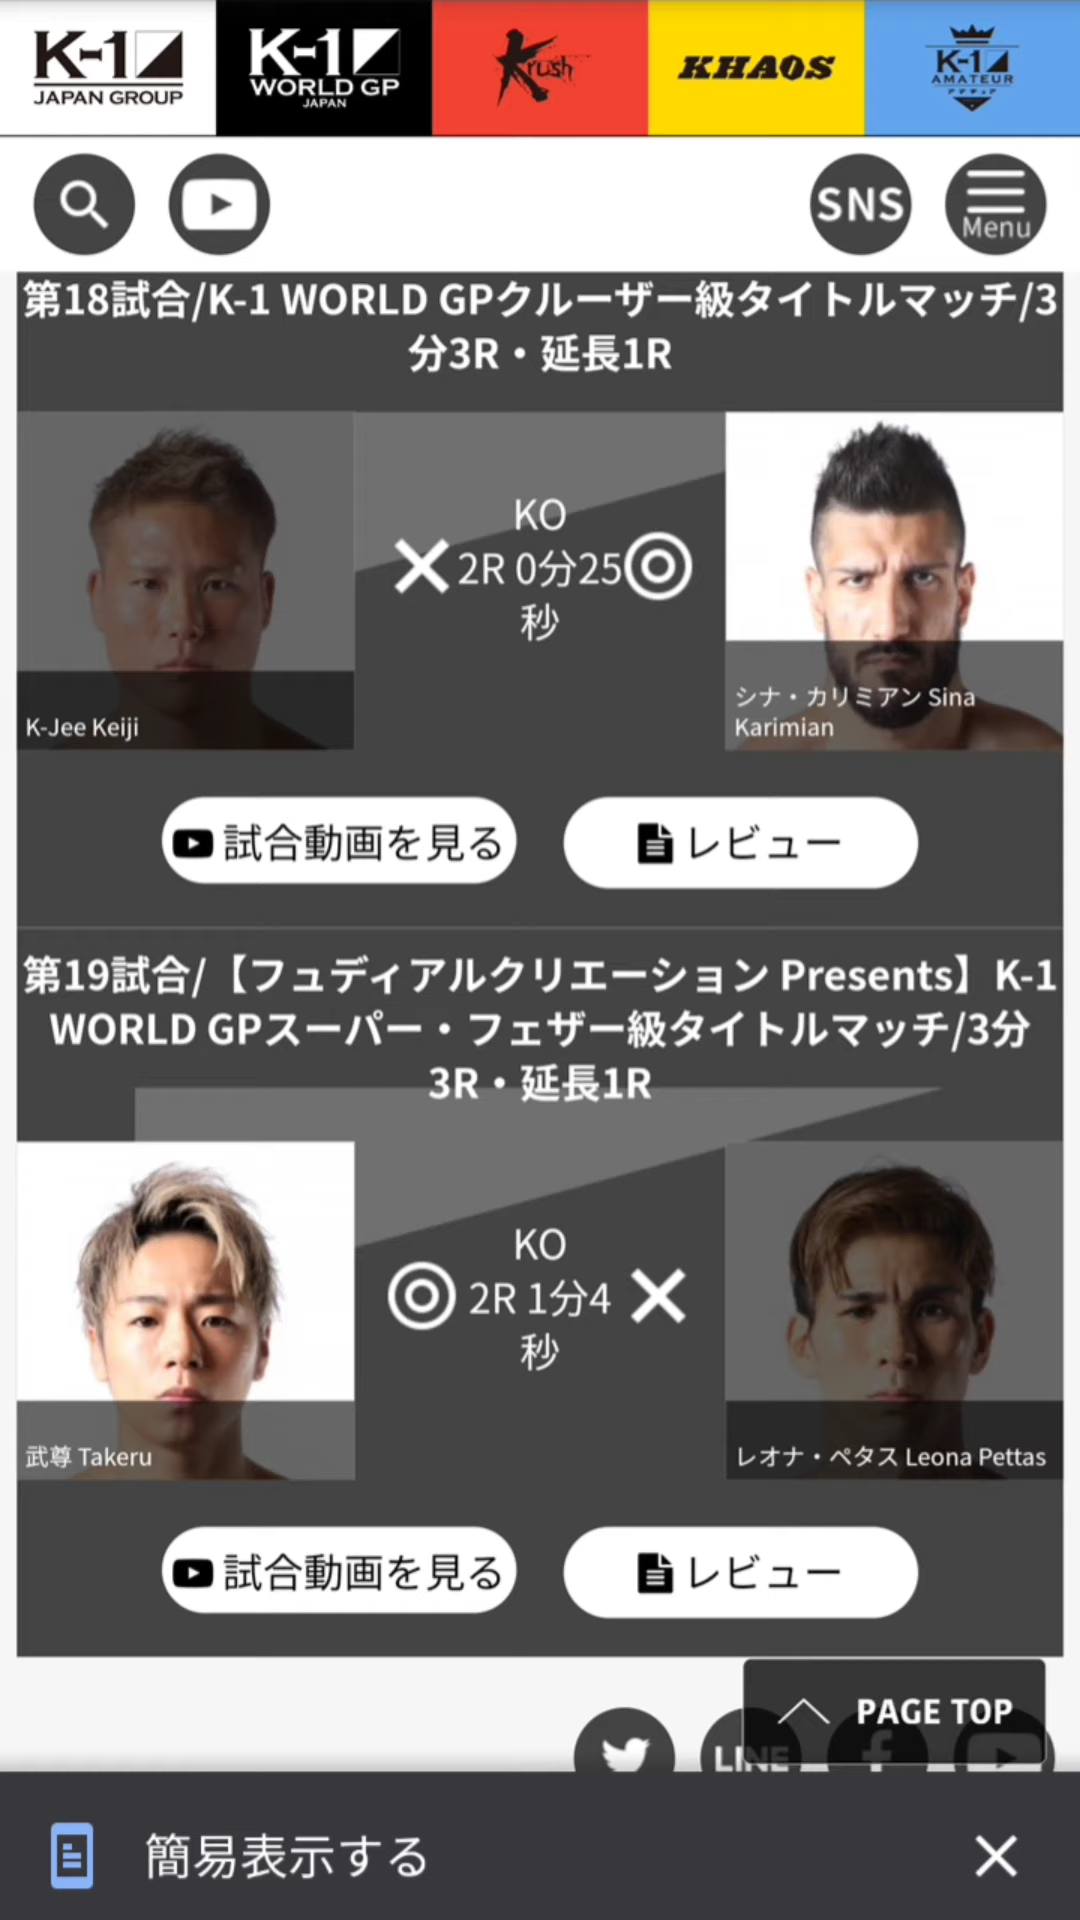 K-1
JAPAN GROUP
K-1
WORLD GP
JAPAN
Krush
KHAOS
K-1
AMATEUR
アマチュア
SNS
Menu
第18試合/K-1 WORLD GPクルーザー級タイトルマッチ/3
分3R・延長1R
KO
2R 0分25
秒
K-Jee Keiji
シナ・カリミアン Sina
Karimian
試合動画を見る
レビュー
第19試合/【フュディアルクリエーション Presents】K-1
WORLD GPスーパー・フェザー級タイトルマッチ/3分
3R・延長1R
KO
2R 1分4
秒
武尊 Takeru
レオナ・ペタス Leona Pettas
試合動画を見る
レビュー
PAGE TOP
LINE
簡易表示する